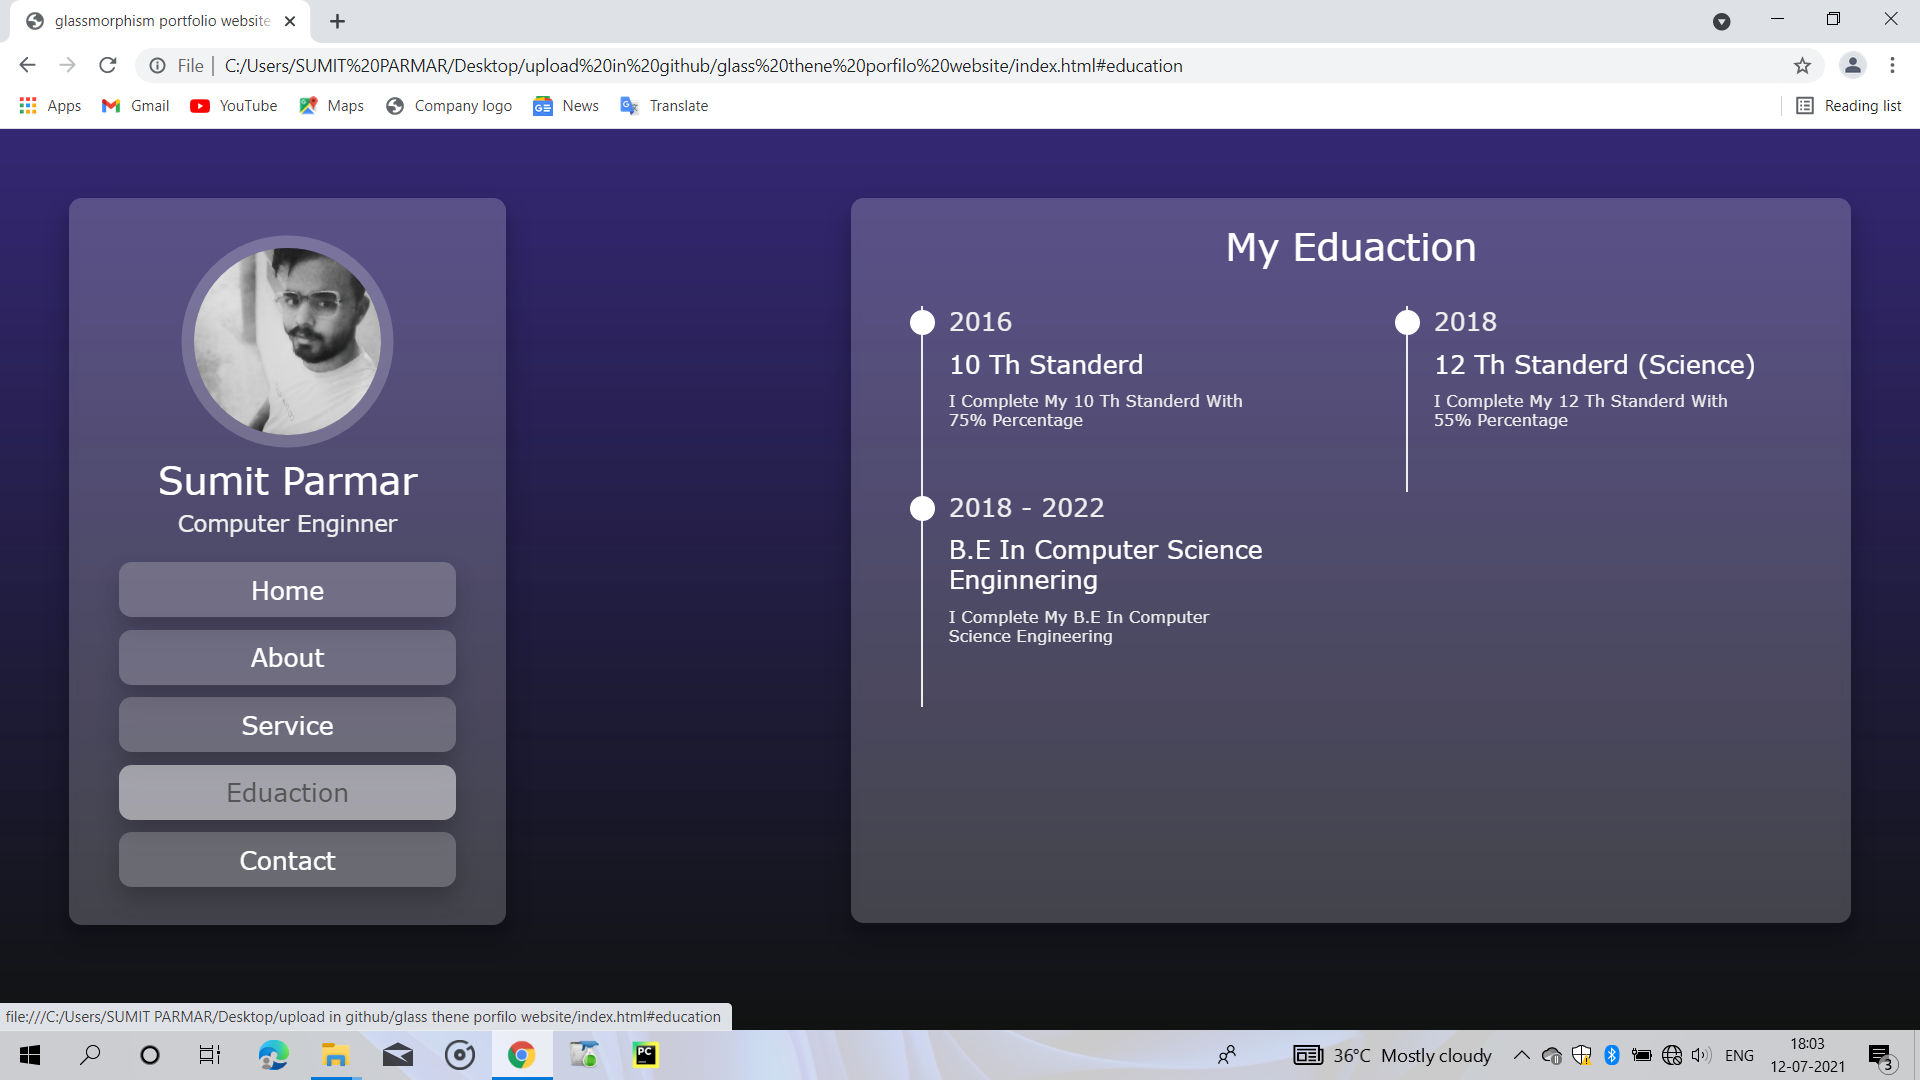 glassmorphism portfolio website
File
C:/Users/SUMIT%20PARMAR/Desktop/upload%20in%20github/glass%20thene%20porfilo%20website/index.html#education
Apps
Gmail
YouTube
Maps
Company logo
News
Translate
Reading list
Sumit Parmar
Computer Enginner
Home
About
Service
Eduaction
Contact
My Eduaction
2016
10 Th Standerd
I Complete My 10 Th Standerd With
75% Percentage
2018
12 Th Standerd (Science)
I Complete My 12 Th Standerd With
55% Percentage
2018 - 2022
B.E In Computer Science
Enginnering
I Complete My B.E In Computer
Science Engineering
file:///C:/Users/SUMIT PARMAR/Desktop/upload in github/glass thene porfilo website/index.html#education
PC
36°C Mostly cloudy
ENG
18:03
12-07-2021
3